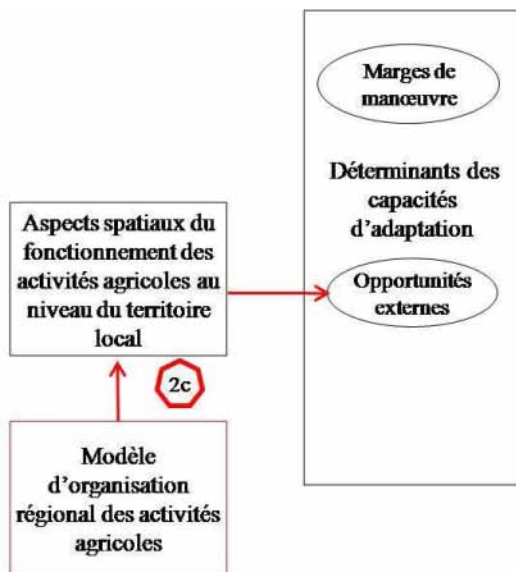 Marges de
manœuvre
Déterminants des
capacités
d'adaptation
Opportunités
externes
Aspects spatiaux du
fonctionnement des
activités agricoles au
niveau du territoire
local
2c
Modèle
d'organisation
régional des activités
agricoles